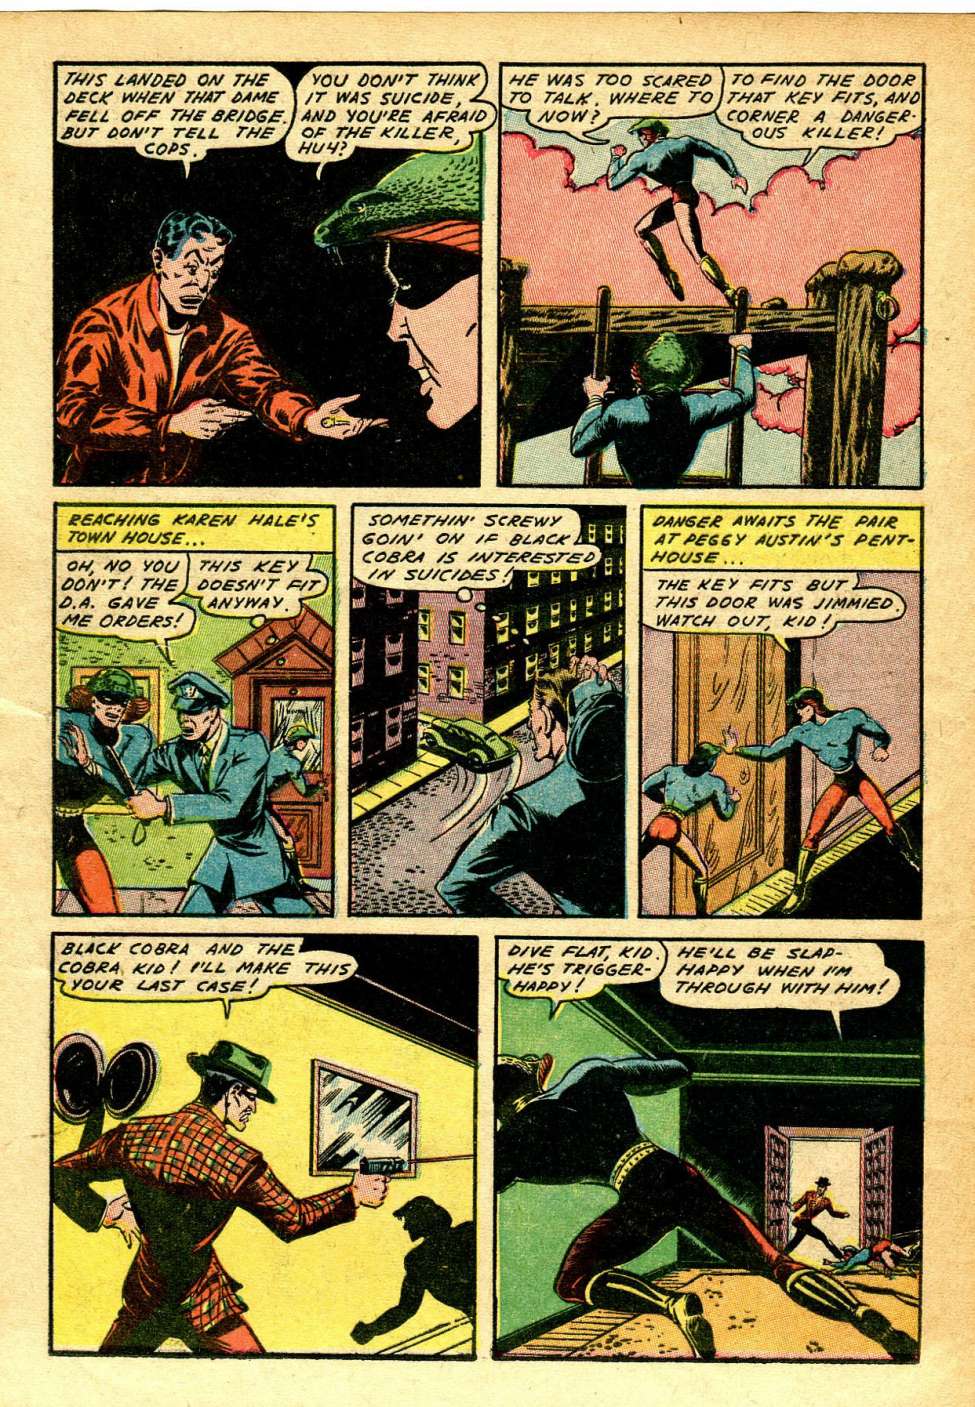 THIS LANDED ON THE
DECK WHEN THAT DAME
FELL OFF THE BRIDGE.
BUT DON'T TELL THE
COPS.
YOU DON'T THINK
IT WAS SUICIDE,
AND YOU'RE AFRAID
OF THE KILLER,
HUH?
HE WAS TOO SCARED
TO TALK. WHERE TO
NOW?
TO FIND THE DOOR
THAT KEY FITS, AND
CORNER A DANGER-
OUS KILLER!
REACHING KAREN HALE'S
TOWN HOUSE...
OH, NO YOU
DON'T! THE
D.A. GAVE
ME ORDERS!
THIS KEY
DOESN'T FIT
ANYWAY.
SOMETHIN' SCREWY
GOIN' ON IF BLACK
COBRA IS INTERESTED
IN SUICIDES!
DANGER AWAITS THE PAIR
AT PEGGY AUSTIN'S PENT-
HOUSE...
THE KEY FITS BUT
THIS DOOR WAS JIMMIED.
WATCH OUT, KID!
BLACK COBRA AND THE
COBRA KID! I'LL MAKE THIS
YOUR LAST CASE!
DIVE FLAT, KID.
HE'S TRIGGER-
HAPPY!
HE'LL BE SLAP-
HAPPY WHEN I'M
THROUGH WITH HIM!